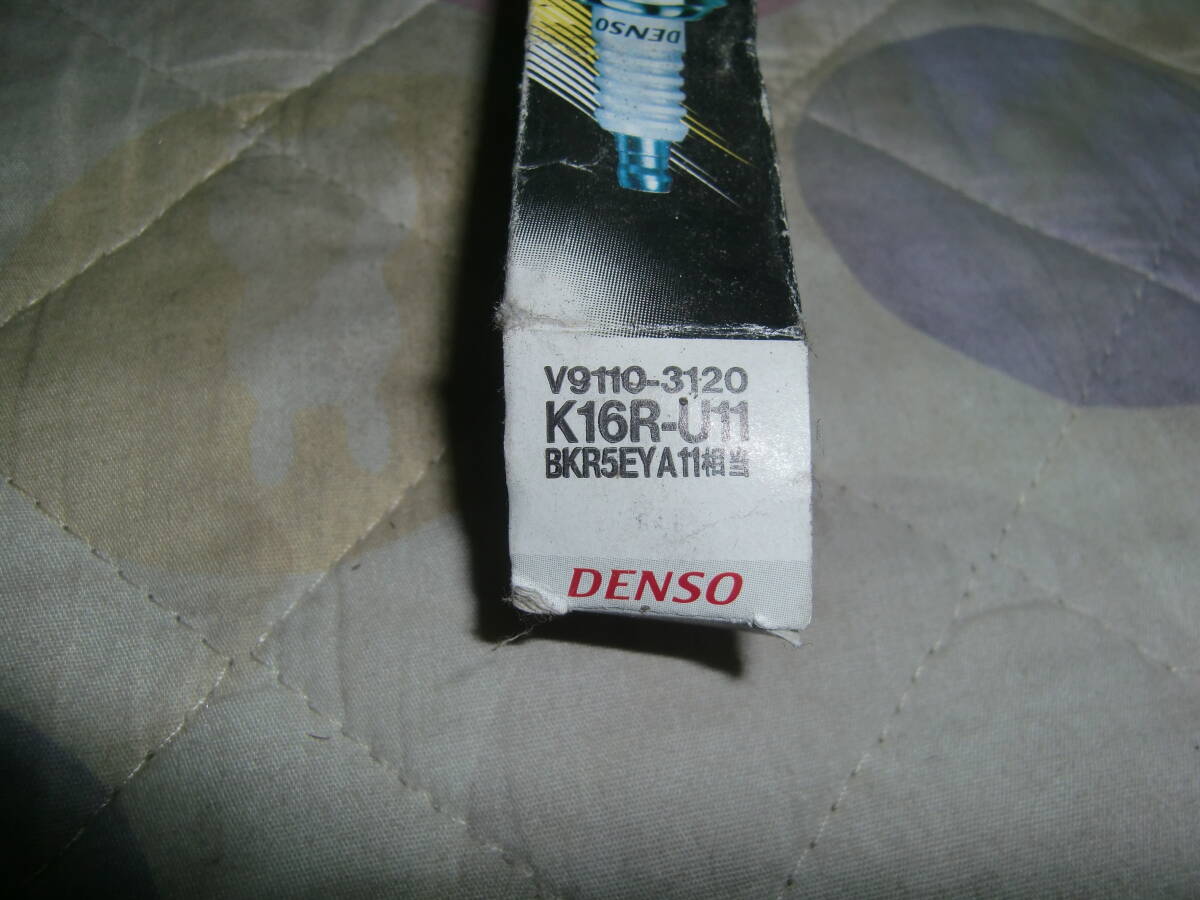 DENSO
V9110-3120
K16R-U11
BKR5EYA11相当
DENSO